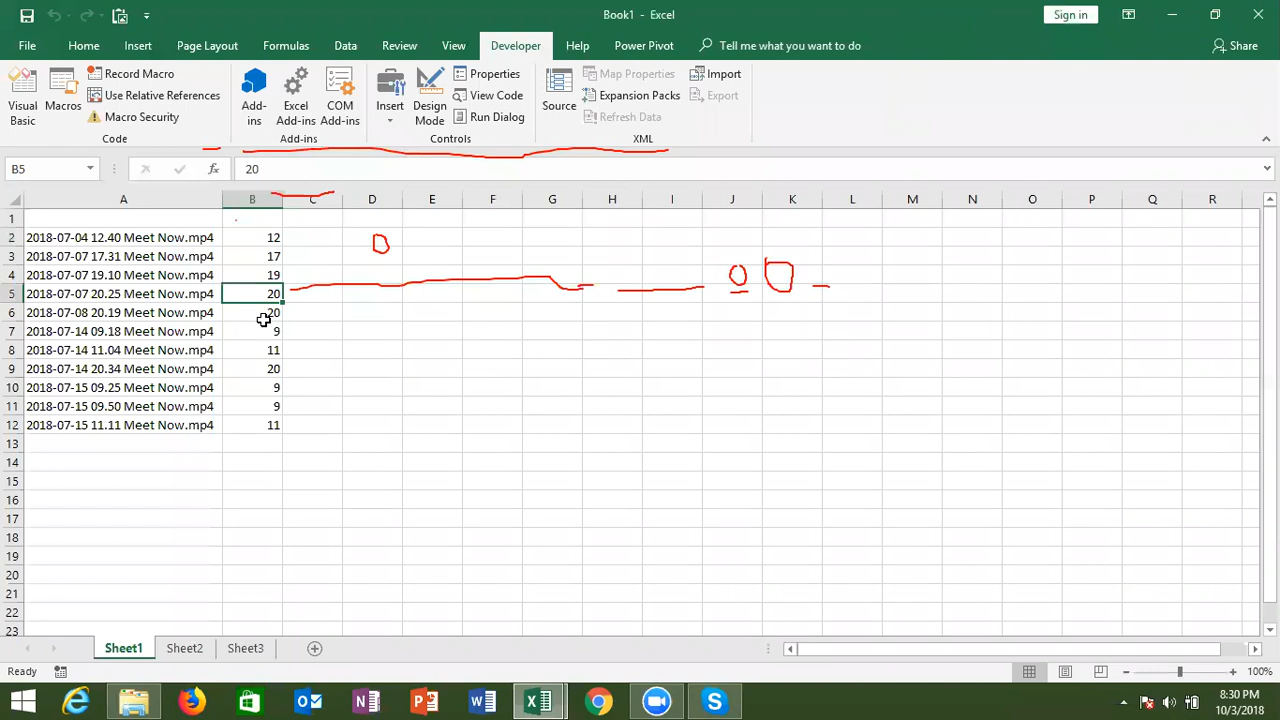 Book1 - Excel
Sign in
File Home Insert Page Layout Formulas Data Review View Developer Help Power Pivot Tell me what you want to do Share
Visual Basic
Macros
Record Macro
Use Relative References
Macro Security
Code
Add-ins
Excel Add-ins
COM Add-ins
Add-ins
Insert
Design Mode
Properties
View Code
Run Dialog
Controls
Source
Map Properties
Expansion Packs
Refresh Data
Import
Export
XML
B5 fx 20
A B C D E F G H I J K L M N O P Q R
1
2 2018-07-04 12.40 Meet Now.mp4 12
3 2018-07-07 17.31 Meet Now.mp4 17
4 2018-07-07 19.10 Meet Now.mp4 19
5 2018-07-07 20.25 Meet Now.mp4 20
6 2018-07-08 20.19 Meet Now.mp4 20
7 2018-07-14 09.18 Meet Now.mp4 9
8 2018-07-14 11.04 Meet Now.mp4 11
9 2018-07-14 20.34 Meet Now.mp4 20
10 2018-07-15 09.25 Meet Now.mp4 9
11 2018-07-15 09.50 Meet Now.mp4 9
12 2018-07-15 11.11 Meet Now.mp4 11
13
14
15
16
17
18
19
20
21
22
23
Sheet1 Sheet2 Sheet3
Ready 100%
8:30 PM
10/3/2018